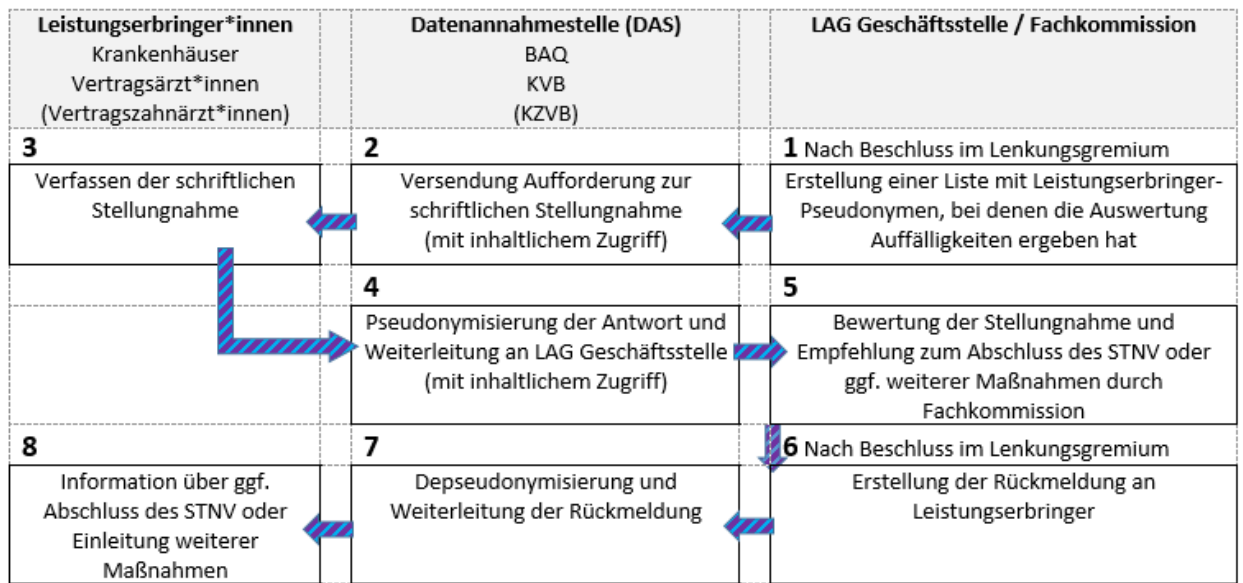 Leistungserbringer*innen
Krankenhäuser
Vertragsärzt*innen
(Vertragszahnärzt*innen)
Datenannahmestelle (DAS)
BAQ
KVB
(KZVB)
LAG Geschäftsstelle / Fachkommission
1 Nach Beschluss im Lenkungsgremium
Erstellung einer Liste mit Leistungserbringer-
Pseudonymen, bei denen die Auswertung
Auffälligkeiten ergeben hat
2
Versendung Aufforderung zur
schriftlichen Stellungnahme
(mit inhaltlichem Zugriff)
3
Verfassen der schriftlichen
Stellungnahme
4
Pseudonymisierung der Antwort und
Weiterleitung an LAG Geschäftsstelle
(mit inhaltlichem Zugriff)
5
Bewertung der Stellungnahme und
Empfehlung zum Abschluss des STNV oder
ggf. weiterer Maßnahmen durch
Fachkommission
6 Nach Beschluss im Lenkungsgremium
Erstellung der Rückmeldung an
Leistungserbringer
7
Depseudonymisierung und
Weiterleitung der Rückmeldung
8
Information über ggf.
Abschluss des STNV oder
Einleitung weiterer
Maßnahmen